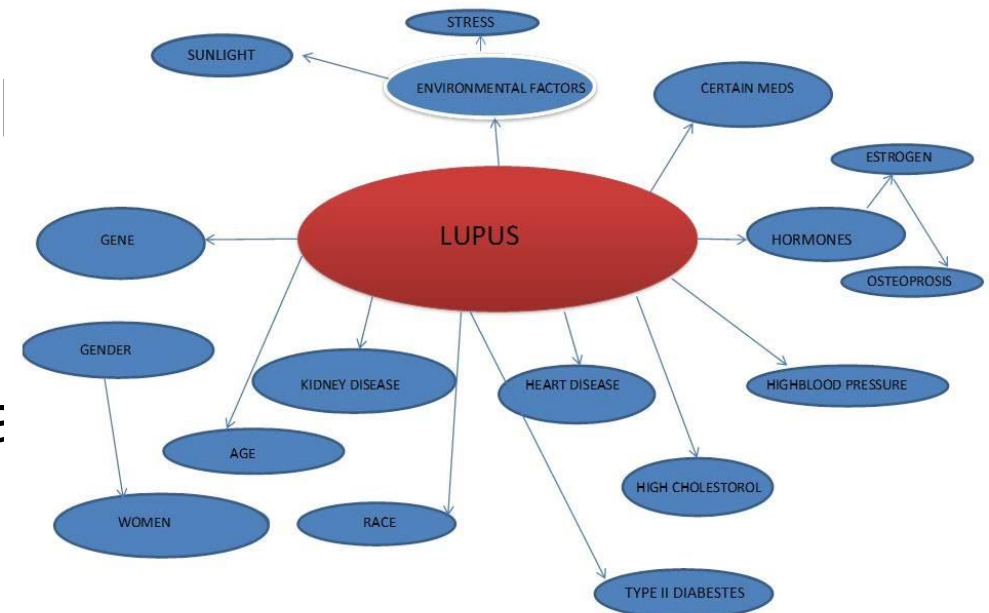 STRESS
SUNLIGHT
ENVIRONMENTAL FACTORS
CERTAIN MEDS
ESTROGEN
LUPUS
GENE
HORMONES
OSTEOPROSIS
GENDER
KIDNEY DISEASE
HEART DISEASE
HIGHBLOOD PRESSURE
AGE
HIGH CHOLESTOROL
WOMEN
RACE
TYPE II DIABESTES